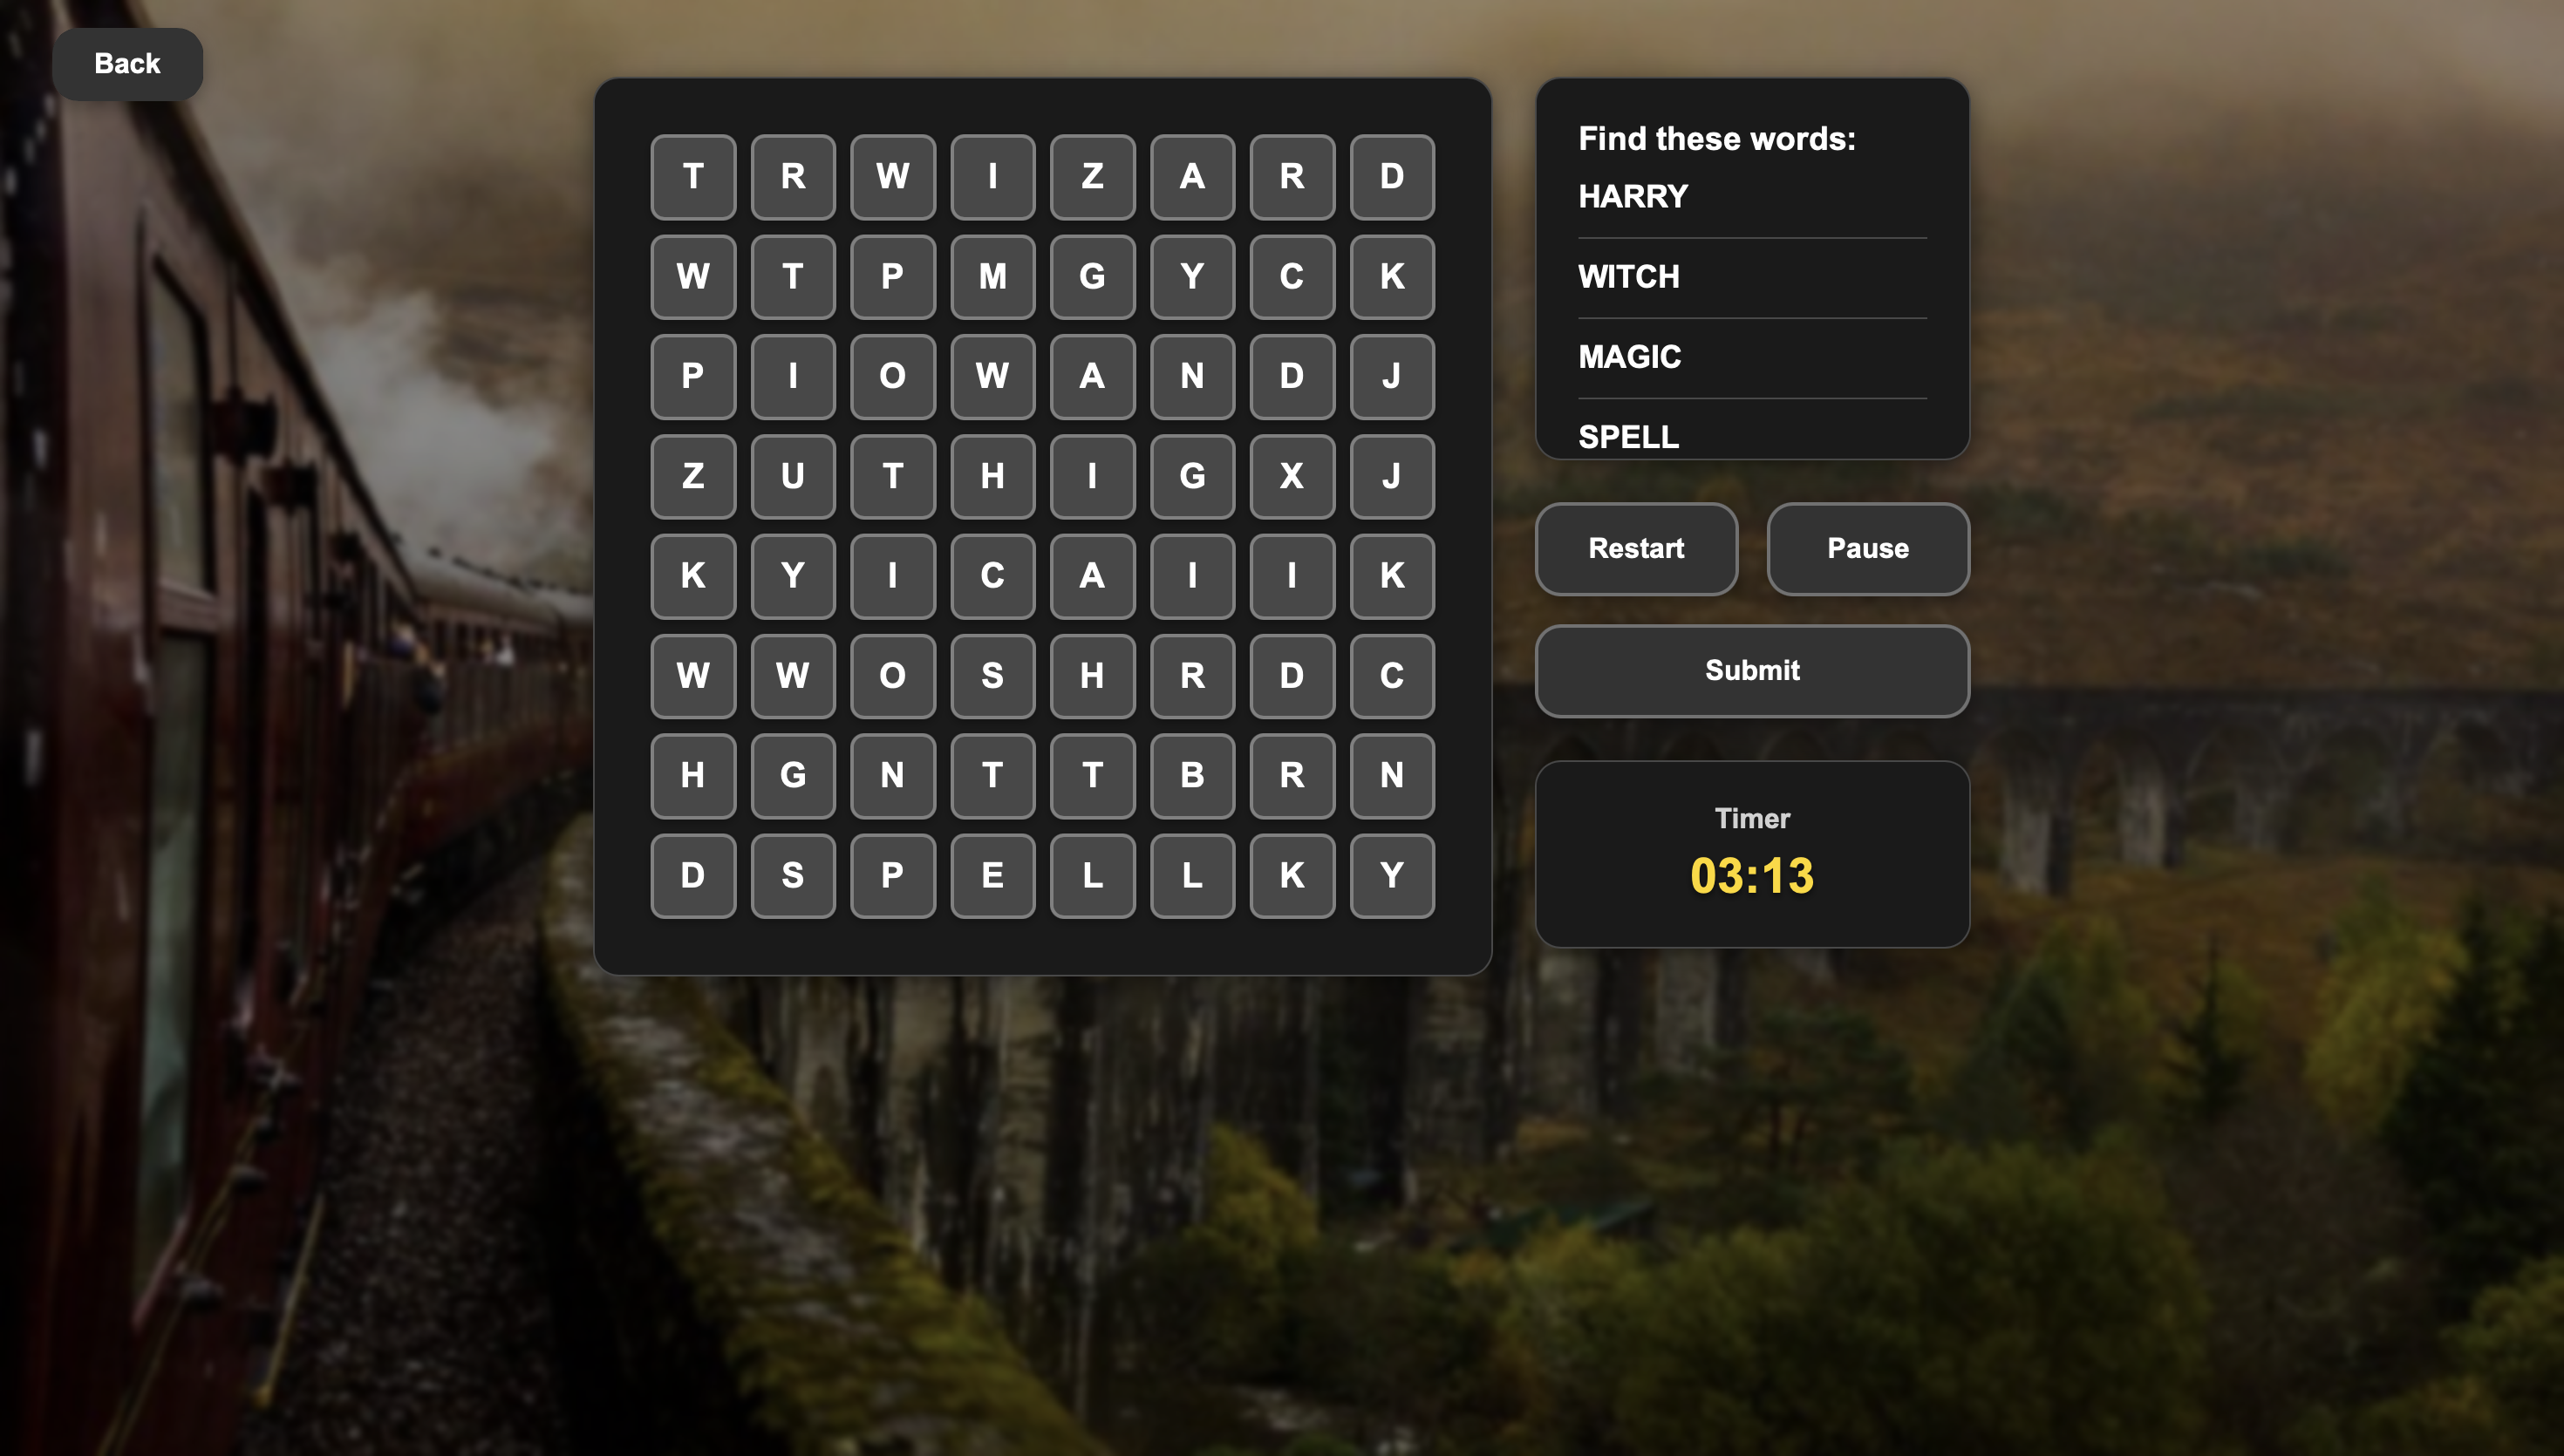 Back
T R W I Z A R D
W T P M G Y C K
P I O W A N D J
Z U T H I G X J
K Y I C A I I K
W W O S H R D C
H G N T T B R N
D S P E L L K Y
Find these words:
HARRY
WITCH
MAGIC
SPELL
Restart Pause
Submit
Timer
03:13